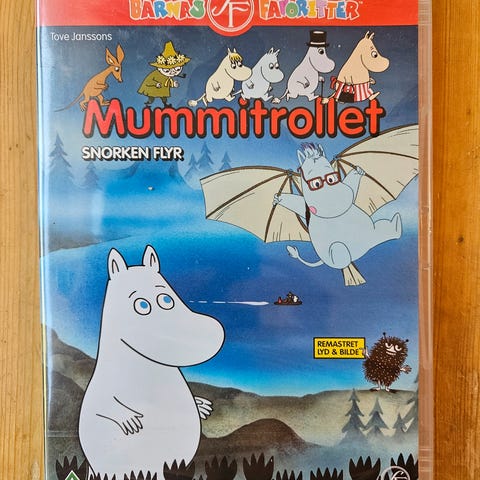 BARNAS FAVORITTER
Tove Janssons
Mummitrollet
SNORKEN FLYR
REMASTRET
LYD & BILDE